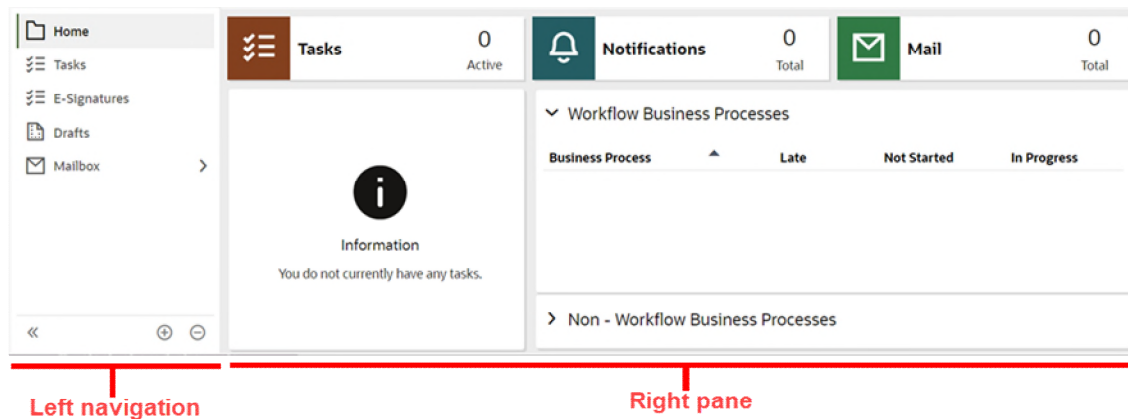 Home
Tasks
E-Signatures
Drafts
Mailbox
Tasks
0
Active
Notifications
0
Total
Mail
0
Total
Information
You do not currently have any tasks.
Workflow Business Processes
Business Process Late Not Started In Progress
Non - Workflow Business Processes
Left navigation
Right pane